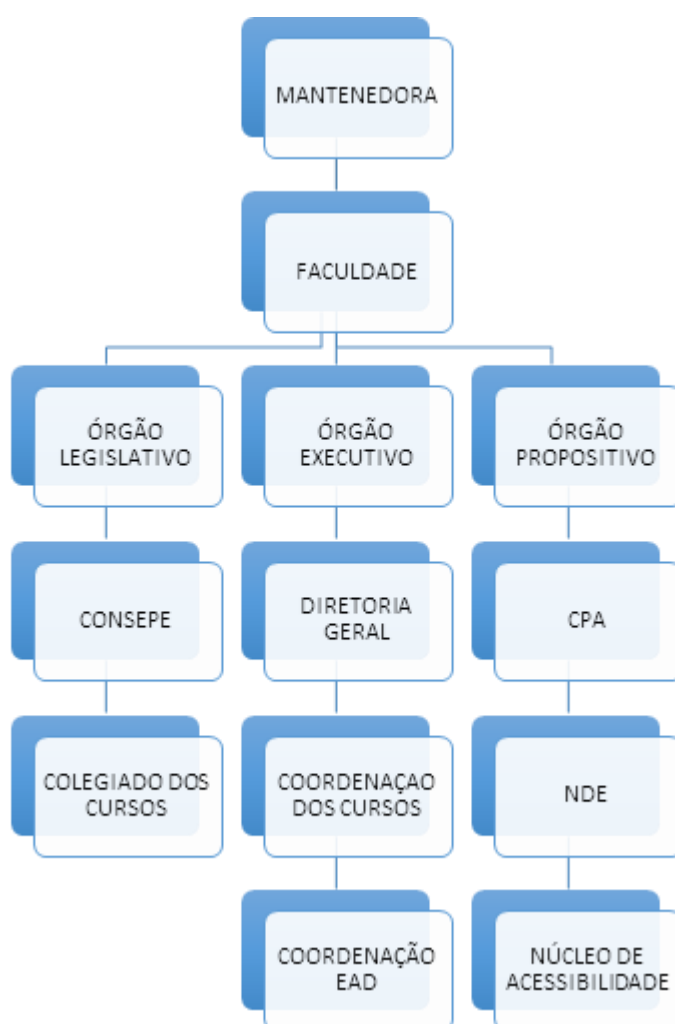 MANTENEDORA
FACULDADE
ÓRGÃO
LEGISLATIVO
ÓRGÃO
EXECUTIVO
ÓRGÃO
PROPOSITIVO
CONSEPE
DIRETORIA
GERAL
CPA
COLEGIADO DOS
CURSOS
COORDENAÇAO
DOS CURSOS
NDE
COORDENAÇÃO
EAD
NÚCLEO DE
ACESSIBILIDADE